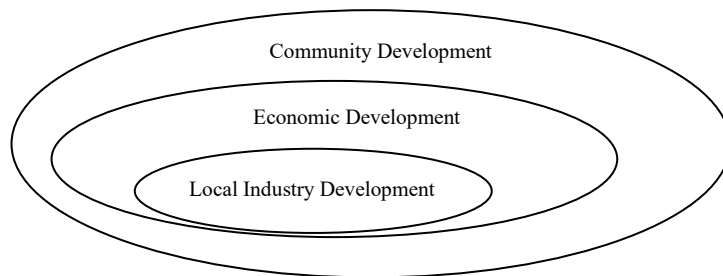 Community Development
Economic Development
Local Industry Development